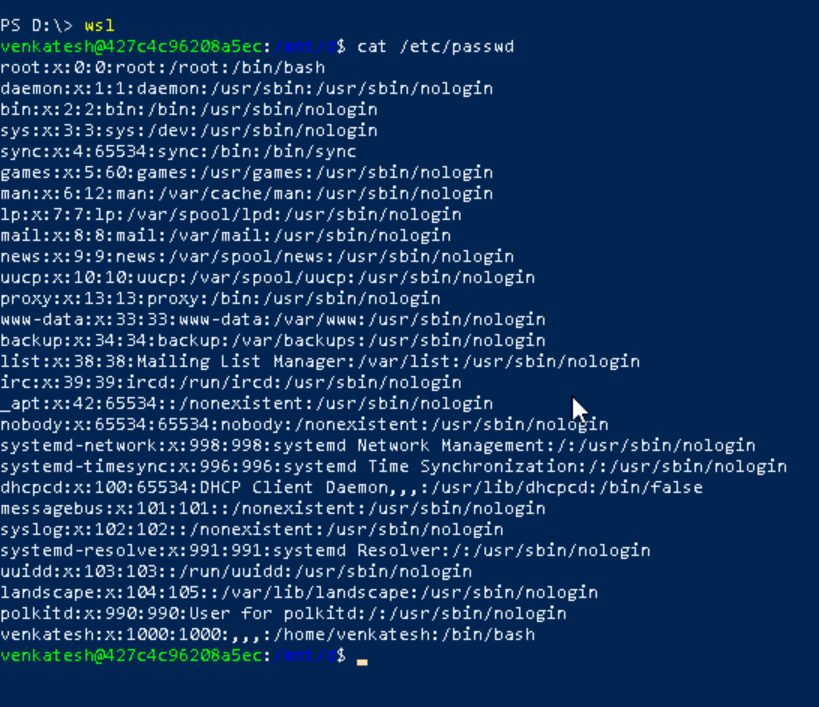 PS D:\> wsl
venkatesh@427c4c96208a5ec:/mnt/d$ cat /etc/passwd
root:x:0:0:root:/root:/bin/bash
daemon:x:1:1:daemon:/usr/sbin:/usr/sbin/nologin
bin:x:2:2:bin:/bin:/usr/sbin/nologin
sys:x:3:3:sys:/dev:/usr/sbin/nologin
sync:x:4:65534:sync:/bin:/bin/sync
games:x:5:60:games:/usr/games:/usr/sbin/nologin
man:x:6:12:man:/var/cache/man:/usr/sbin/nologin
lp:x:7:7:lp:/var/spool/lpd:/usr/sbin/nologin
mail:x:8:8:mail:/var/mail:/usr/sbin/nologin
news:x:9:9:news:/var/spool/news:/usr/sbin/nologin
uucp:x:10:10:uucp:/var/spool/uucp:/usr/sbin/nologin
proxy:x:13:13:proxy:/bin:/usr/sbin/nologin
www-data:x:33:33:www-data:/var/www:/usr/sbin/nologin
backup:x:34:34:backup:/var/backups:/usr/sbin/nologin
list:x:38:38:Mailing List Manager:/var/list:/usr/sbin/nologin
irc:x:39:39:ircd:/run/ircd:/usr/sbin/nologin
_apt:x:42:65534::/nonexistent:/usr/sbin/nologin
nobody:x:65534:65534:nobody:/nonexistent:/usr/sbin/nologin
systemd-network:x:998:998:systemd Network Management:/:/usr/sbin/nologin
systemd-timesync:x:996:996:systemd Time Synchronization:/:/usr/sbin/nologin
dhcpcd:x:100:65534:DHCP Client Daemon,,,:/usr/lib/dhcpcd:/bin/false
messagebus:x:101:101::/nonexistent:/usr/sbin/nologin
syslog:x:102:102::/nonexistent:/usr/sbin/nologin
systemd-resolve:x:991:991:systemd Resolver:/:/usr/sbin/nologin
uuidd:x:103:103::/run/uuidd:/usr/sbin/nologin
landscape:x:104:105::/var/lib/landscape:/usr/sbin/nologin
polkitd:x:990:990:User for polkitd:/:/usr/sbin/nologin
venkatesh:x:1000:1000:,,,:/home/venkatesh:/bin/bash
venkatesh@427c4c96208a5ec:/mnt/d$